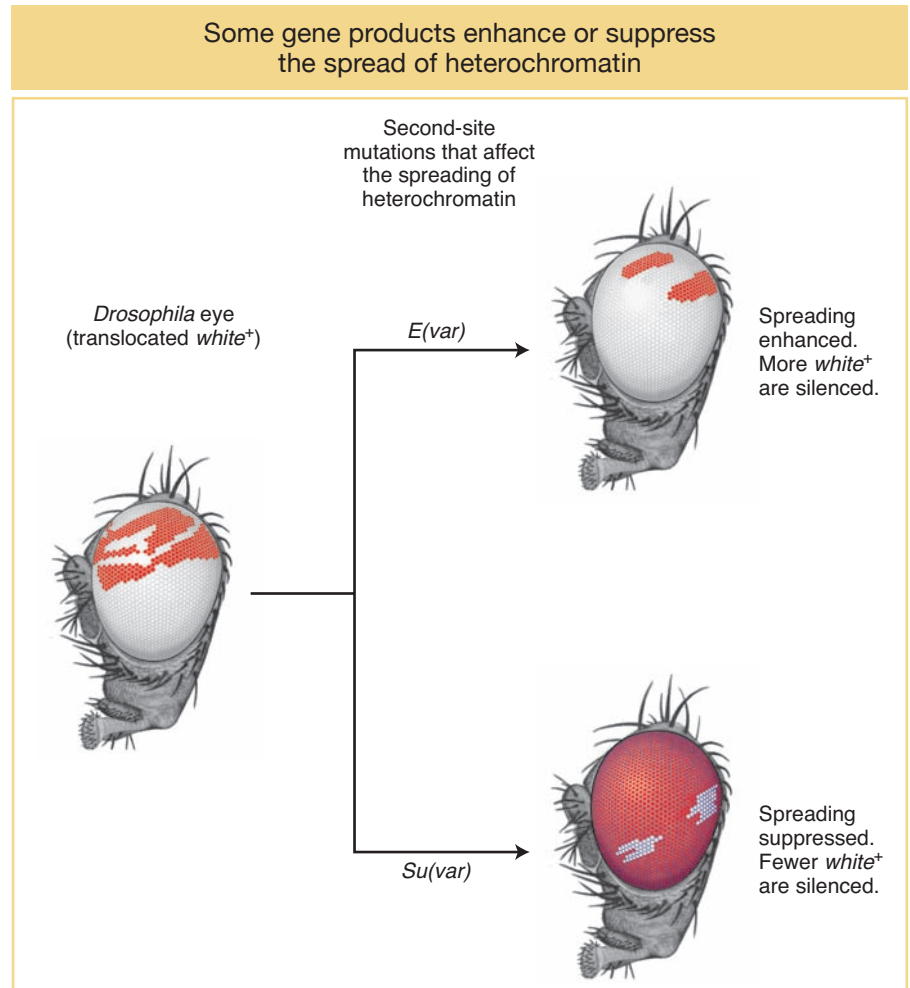 Some gene products enhance or suppress
the spread of heterochromatin
Second-site
mutations that affect
the spreading of
heterochromatin
Drosophila eye
(translocated white⁺)
E(var)
Spreading
enhanced.
More white⁺
are silenced.
Su(var)
Spreading
suppressed.
Fewer white⁺
are silenced.